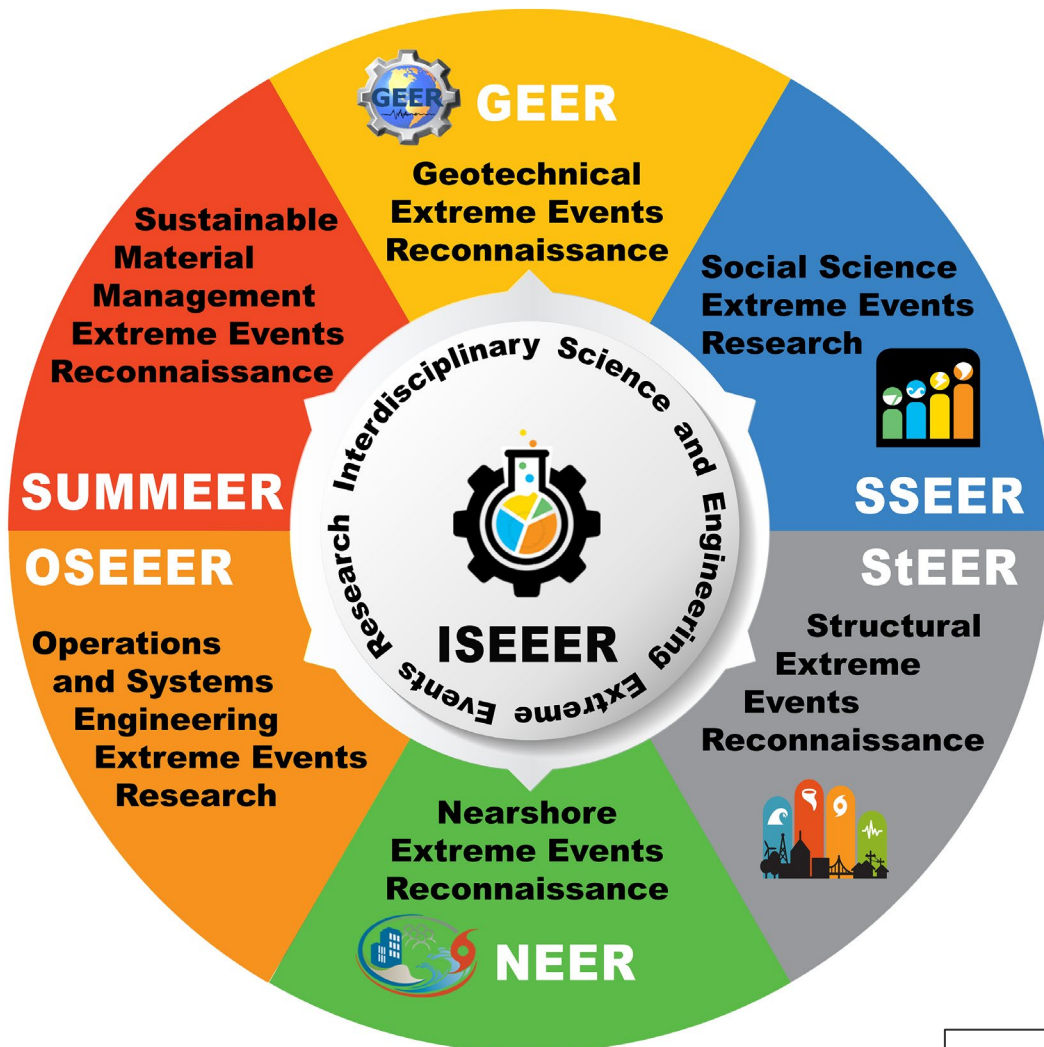 GEER
GEER
Geotechnical
Extreme Events
Reconnaissance
Social Science
Extreme Events
Research
SSEER
StEER
Structural
Extreme
Events
Reconnaissance
Nearshore
Extreme Events
Reconnaissance
NEER
OSEEER
Operations
and Systems
Engineering
Extreme Events
Research
Sustainable
Material
Management
Extreme Events
Reconnaissance
SUMMEER
Interdisciplinary Science and Engineering Extreme Events Research
ISEEER